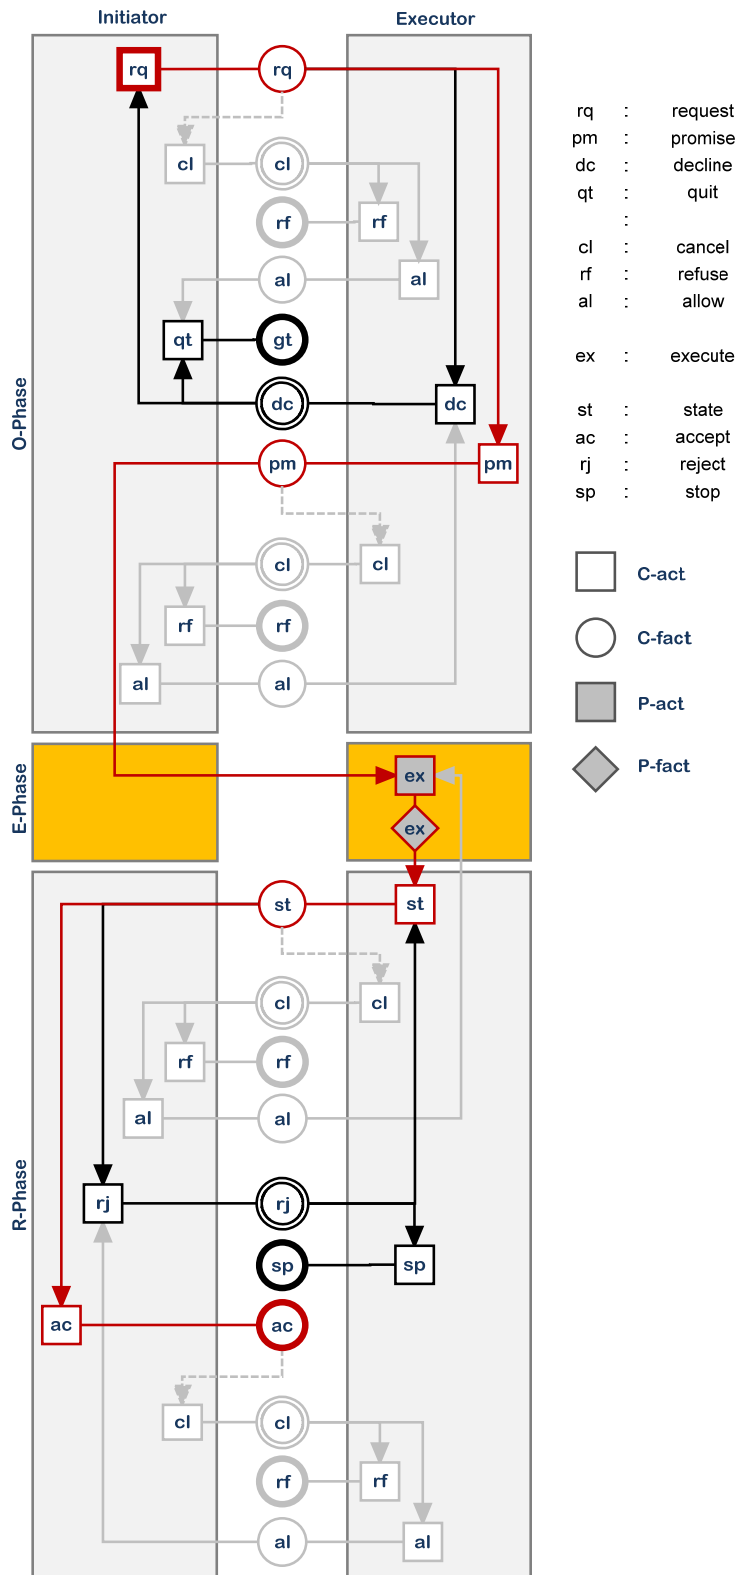 Initiator Executor
rq rq
cl cl
rf rf
al al
qt gt
dc dc
pm pm
cl cl
rf rf
al al
O-Phase
ex
ex
E-Phase
st st
cl cl
rf rf
al al
rj rj
sp sp
ac ac
cl cl
rf rf
al al
R-Phase
rq : request
pm : promise
dc : decline
qt : quit
:
cl : cancel
rf : refuse
al : allow
ex : execute
st : state
ac : accept
rj : reject
sp : stop
C-act
C-fact
P-act
P-fact